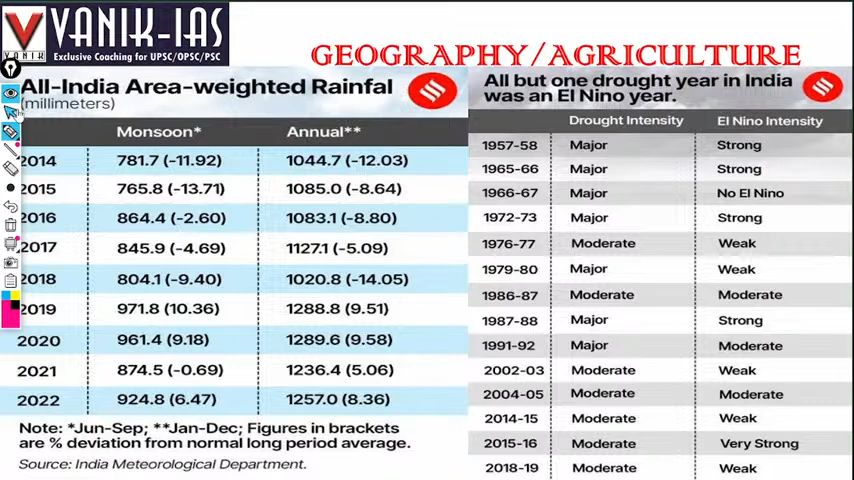 VANIK-IAS
VANIK
Exclusive Coaching for UPSC/OPSC/PSC
GEOGRAPHY/AGRICULTURE
All-India Area-weighted Rainfal
(millimeters)
Monsoon* Annual**
2014 781.7 (-11.92) 1044.7 (-12.03)
2015 765.8 (-13.71) 1085.0 (-8.64)
2016 864.4 (-2.60) 1083.1 (-8.80)
2017 845.9 (-4.69) 1127.1 (-5.09)
2018 804.1 (-9.40) 1020.8 (-14.05)
2019 971.8 (10.36) 1288.8 (9.51)
2020 961.4 (9.18) 1289.6 (9.58)
2021 874.5 (-0.69) 1236.4 (5.06)
2022 924.8 (6.47) 1257.0 (8.36)
Note: *Jun-Sep; **Jan-Dec; Figures in brackets
are % deviation from normal long period average.
Source: India Meteorological Department.
All but one drought year in India
was an El Nino year.
Drought Intensity El Nino Intensity
1957-58 Major Strong
1965-66 Major Strong
1966-67 Major No El Nino
1972-73 Major Strong
1976-77 Moderate Weak
1979-80 Major Weak
1986-87 Moderate Moderate
1987-88 Major Strong
1991-92 Major Moderate
2002-03 Moderate Weak
2004-05 Moderate Moderate
2014-15 Moderate Weak
2015-16 Moderate Very Strong
2018-19 Moderate Weak